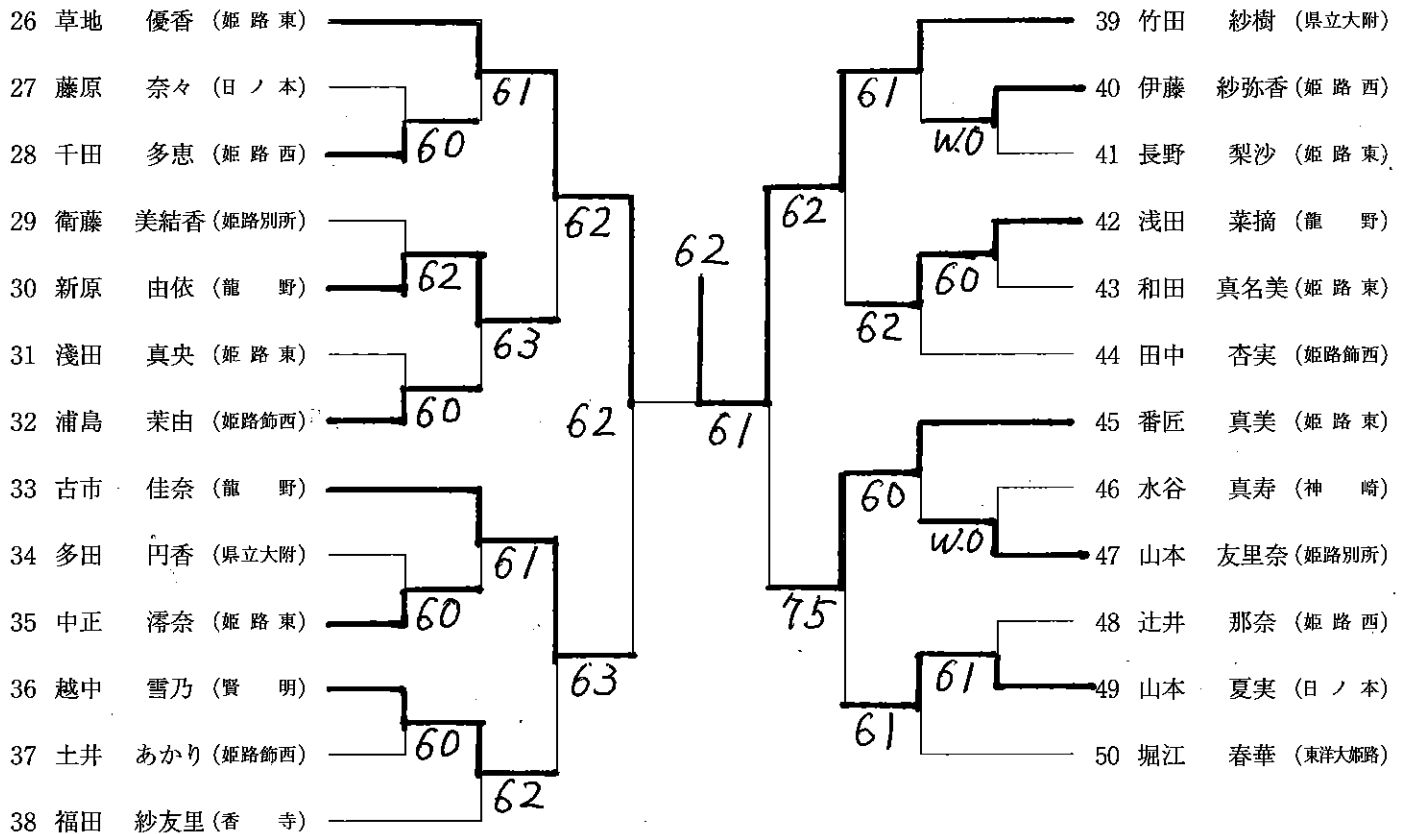 26 草地 優香 (姫路東)
27 藤原 奈々 (日ノ本)
28 千田 多恵 (姫路西)
29 衛藤 美結香 (姫路別所)
30 新原 由依 (龍野)
31 淺田 真央 (姫路東)
32 浦島 茉由 (姫路飾西)
33 古市 佳奈 (龍野)
34 多田 円香 (県立大附)
35 中正 澪奈 (姫路東)
36 越中 雪乃 (賢明)
37 土井 あかり (姫路飾西)
38 福田 紗友里 (香寺)
61
60
62
62
63
60
62
61
60
63
60
62
62
61
39 竹田 紗樹 (県立大附)
40 伊藤 紗弥香 (姫路西)
41 長野 梨沙 (姫路東)
42 浅田 菜摘 (龍野)
43 和田 真名美 (姫路東)
44 田中 杏実 (姫路飾西)
45 番匠 真美 (姫路東)
46 水谷 真寿 (神崎)
47 山本 友里奈 (姫路別所)
48 辻井 那奈 (姫路西)
49 山本 夏実 (日ノ本)
50 堀江 春華 (東洋大姫路)
61
W.O
62
60
62
60
W.O
75
61
61